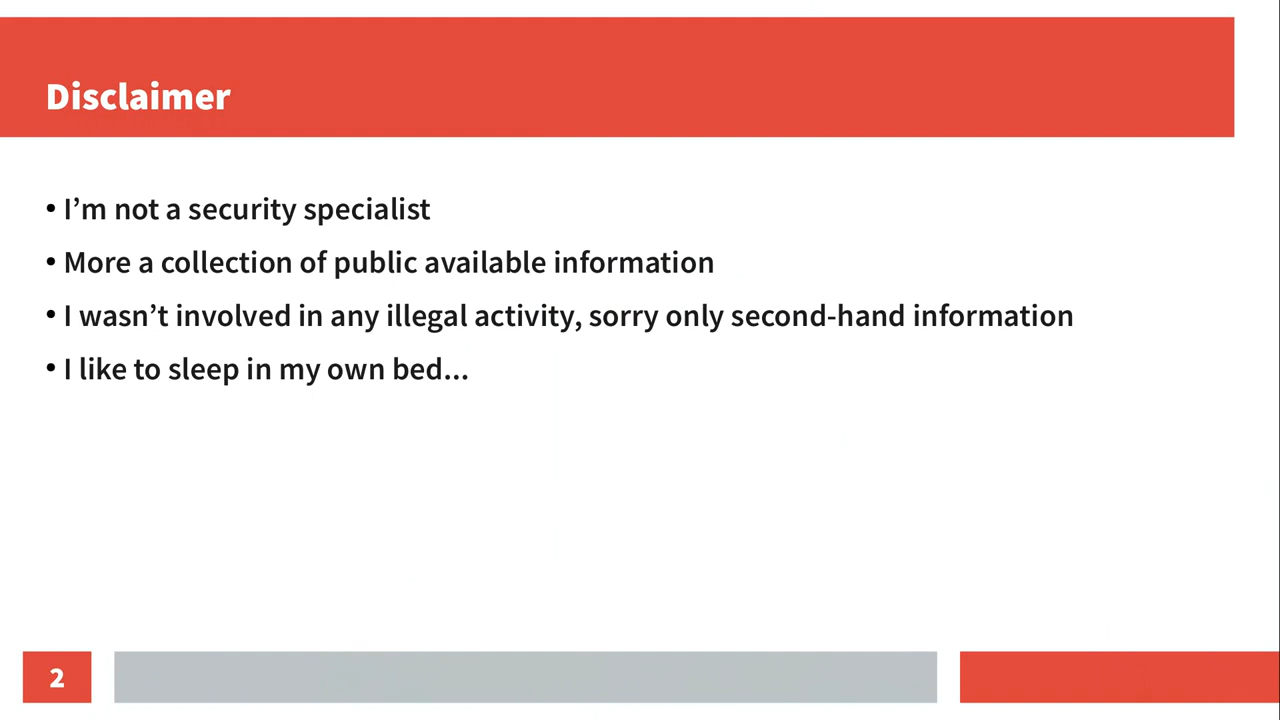 Disclaimer
• I’m not a security specialist
• More a collection of public available information
• I wasn’t involved in any illegal activity, sorry only second-hand information
• I like to sleep in my own bed...
2